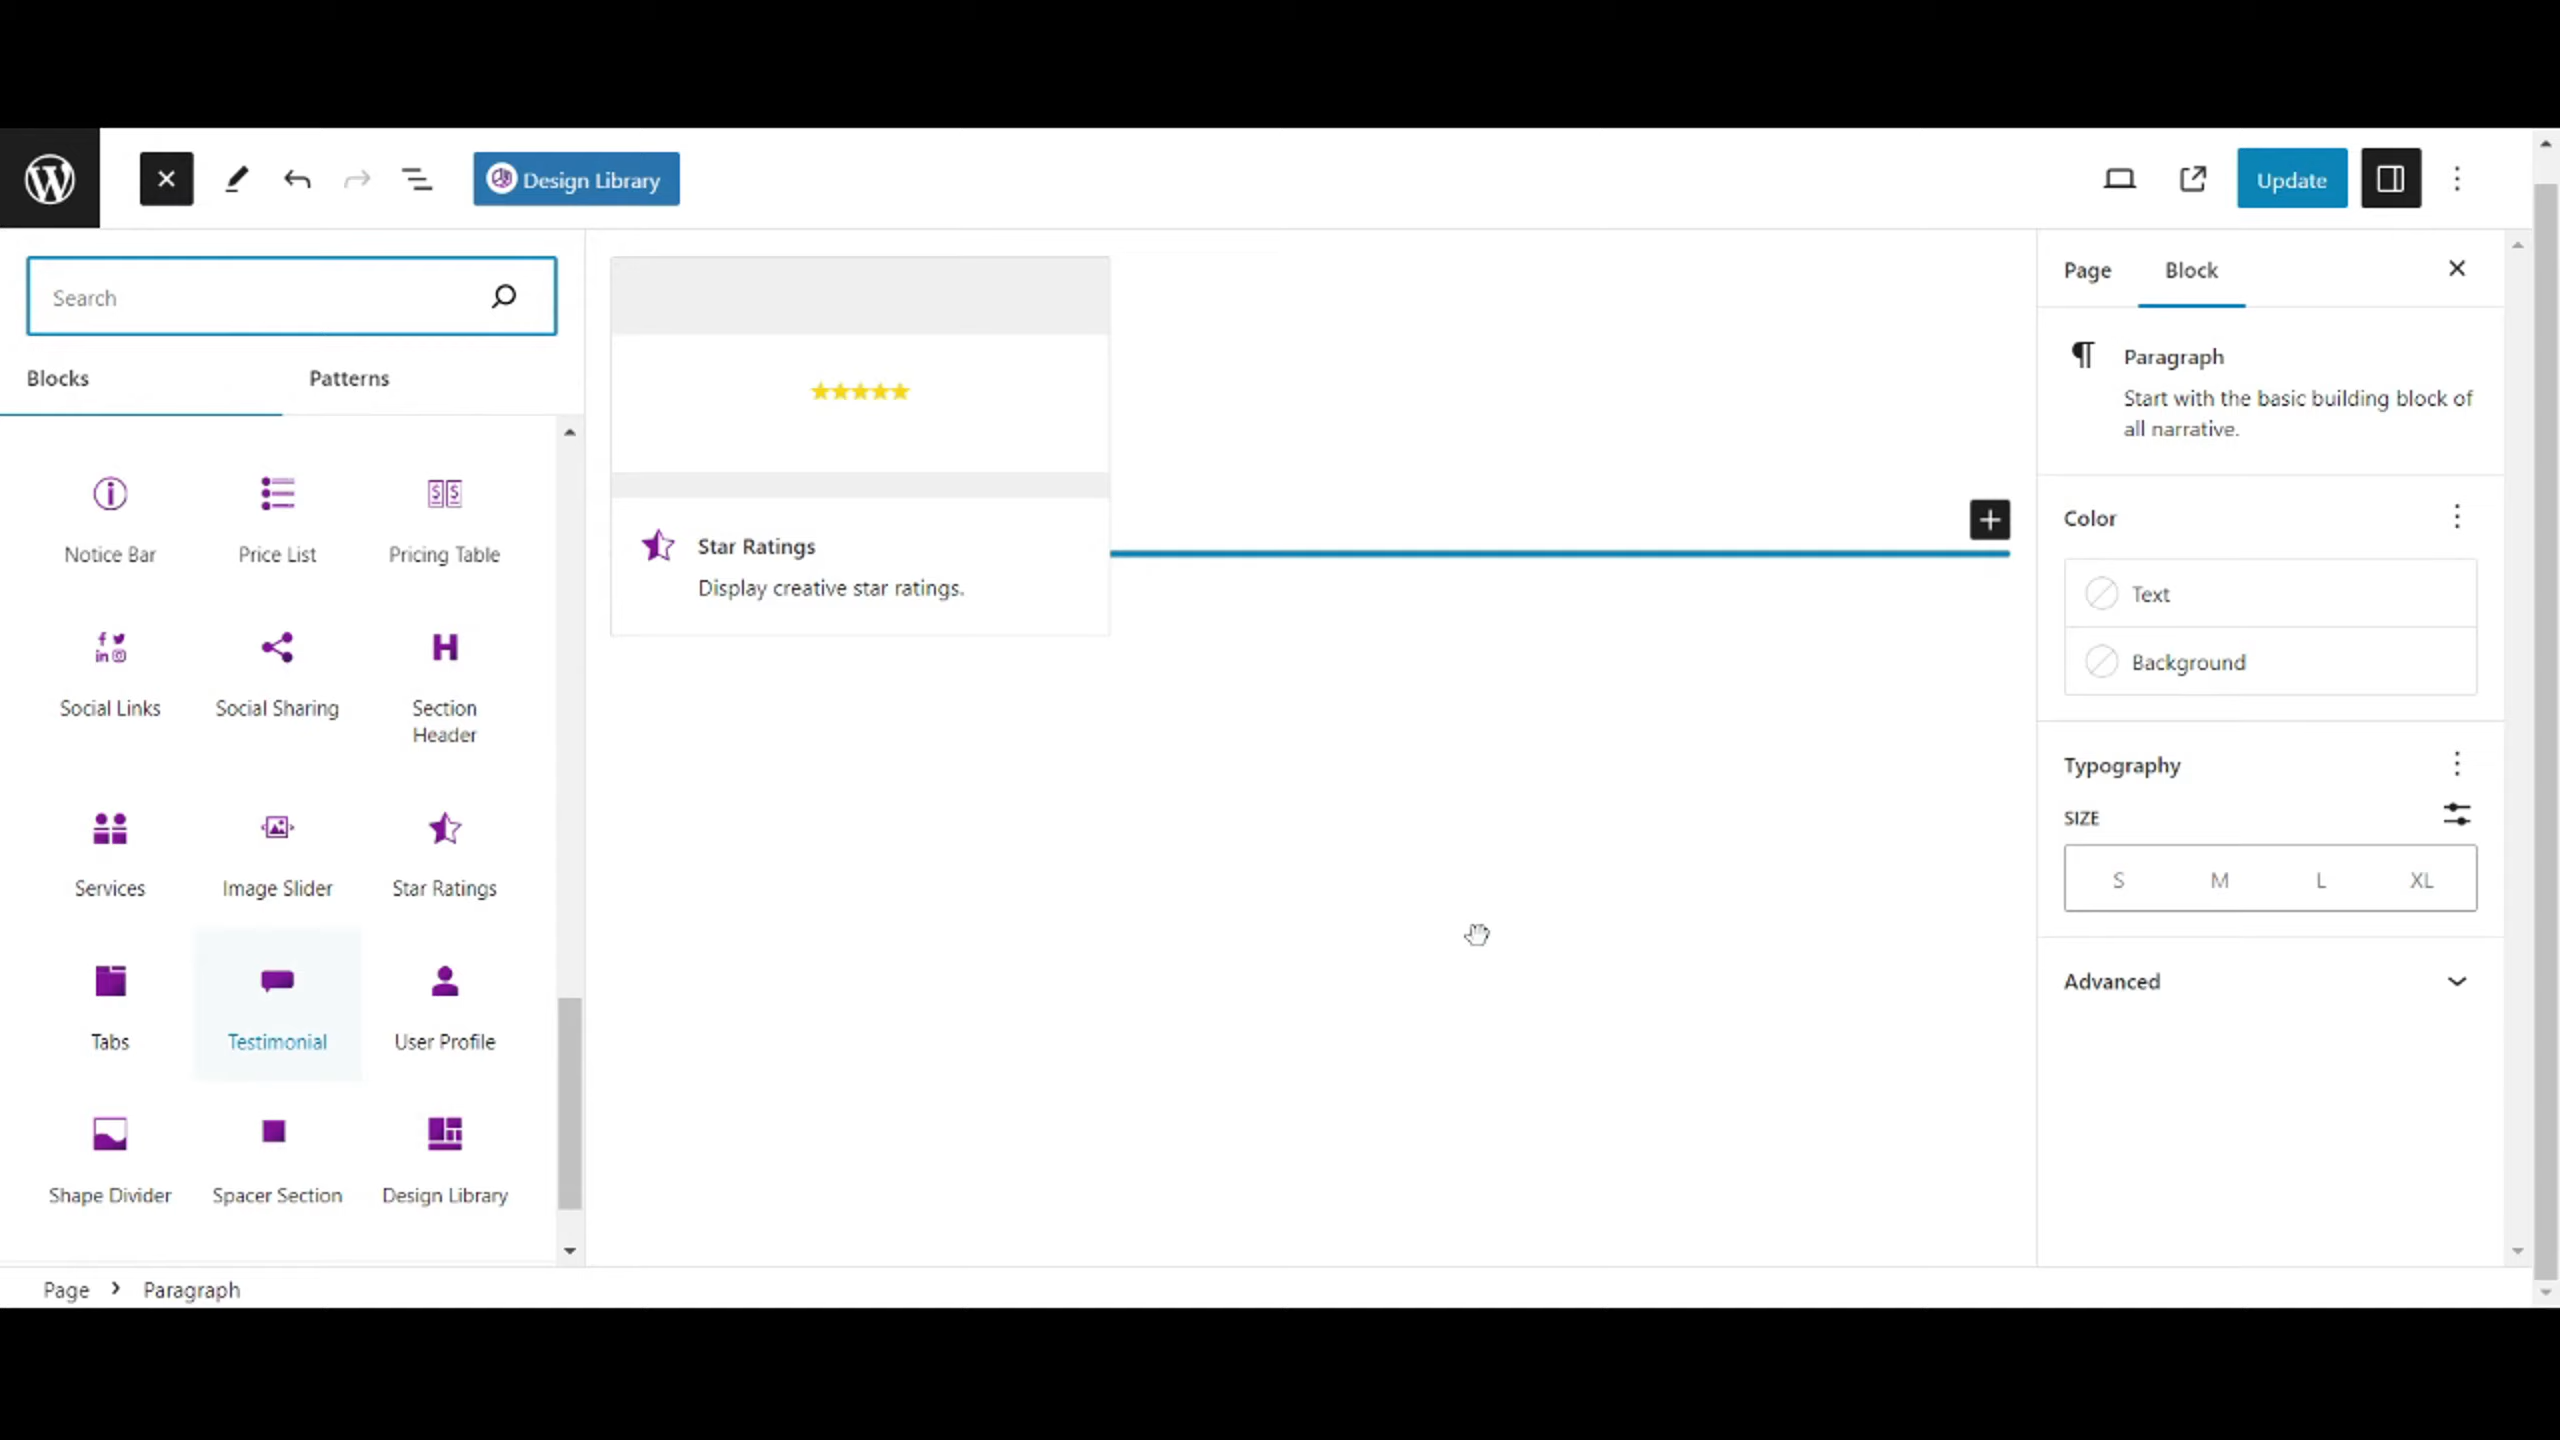 Design Library
Update
Search
Blocks
Patterns
Notice Bar
Price List
Pricing Table
Social Links
Social Sharing
Section
Header
Services
Image Slider
Star Ratings
Tabs
Testimonial
User Profile
Shape Divider
Spacer Section
Design Library
Star Ratings
Display creative star ratings.
Page
Block
Paragraph
Start with the basic building block of
all narrative.
Color
Text
Background
Typography
SIZE
S M L XL
Advanced
Page > Paragraph